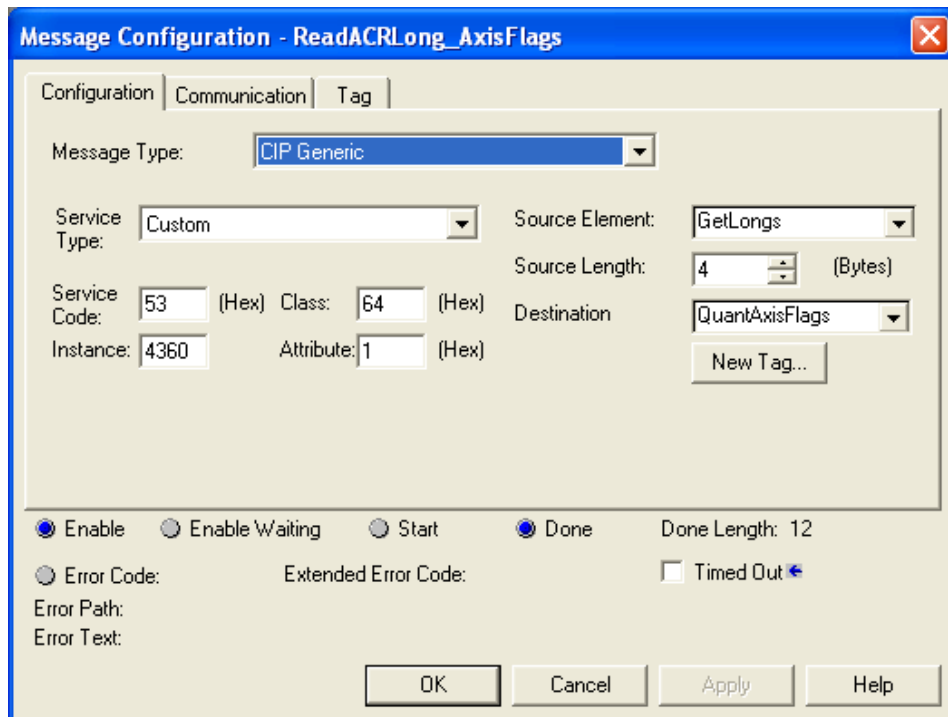 Message Configuration - ReadACRLong_AxisFlags
Configuration Communication Tag
Message Type: CIP Generic
Service Type: Custom
Source Element: GetLongs
Source Length: 4 (Bytes)
Service Code: 53 (Hex) Class: 64 (Hex)
Destination QuantAxisFlags
Instance: 4360 Attribute: 1 (Hex)
New Tag...
Enable Enable Waiting Start Done Done Length: 12
Error Code: Extended Error Code: Timed Out
Error Path:
Error Text:
OK Cancel Apply Help